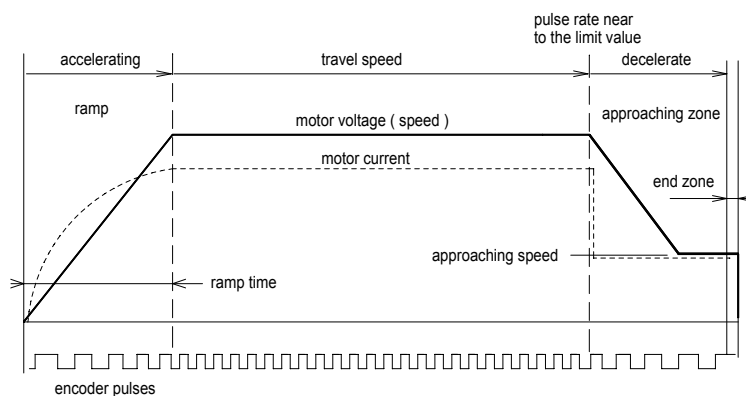 pulse rate near
to the limit value
accelerating
travel speed
decelerate
ramp
motor voltage ( speed )
approaching zone
motor current
end zone
approaching speed
ramp time
encoder pulses